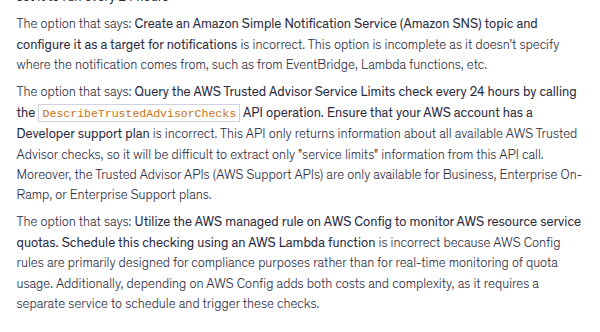 The option that says: Create an Amazon Simple Notification Service (Amazon SNS) topic and
configure it as a target for notifications is incorrect. This option is incomplete as it doesn't specify
where the notification comes from, such as from EventBridge, Lambda functions, etc.
The option that says: Query the AWS Trusted Advisor Service Limits check every 24 hours by calling
the DescribeTrustedAdvisorChecks API operation. Ensure that your AWS account has a
Developer support plan is incorrect. This API only returns information about all available AWS Trusted
Advisor checks, so it will be difficult to extract only "service limits" information from this API call.
Moreover, the Trusted Advisor APIs (AWS Support APIs) are only available for Business, Enterprise On-
Ramp, or Enterprise Support plans.
The option that says: Utilize the AWS managed rule on AWS Config to monitor AWS resource service
quotas. Schedule this checking using an AWS Lambda function is incorrect because AWS Config
rules are primarily designed for compliance purposes rather than for real-time monitoring of quota
usage. Additionally, depending on AWS Config adds both costs and complexity, as it requires a
separate service to schedule and trigger these checks.